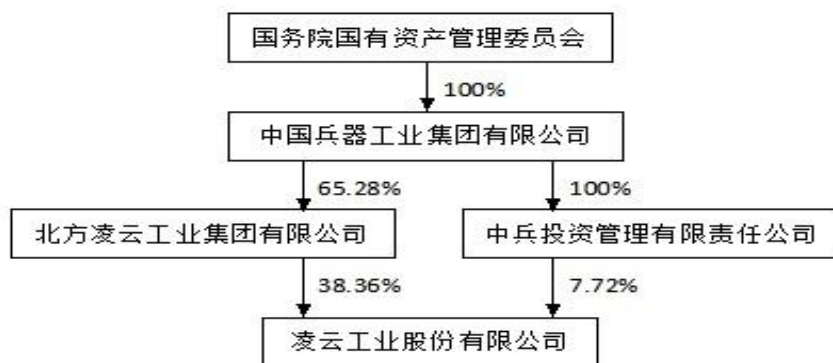 国务院国有资产管理委员会
100%
中国兵器工业集团有限公司
65.28%
100%
北方凌云工业集团有限公司
中兵投资管理有限责任公司
38.36%
7.72%
凌云工业股份有限公司